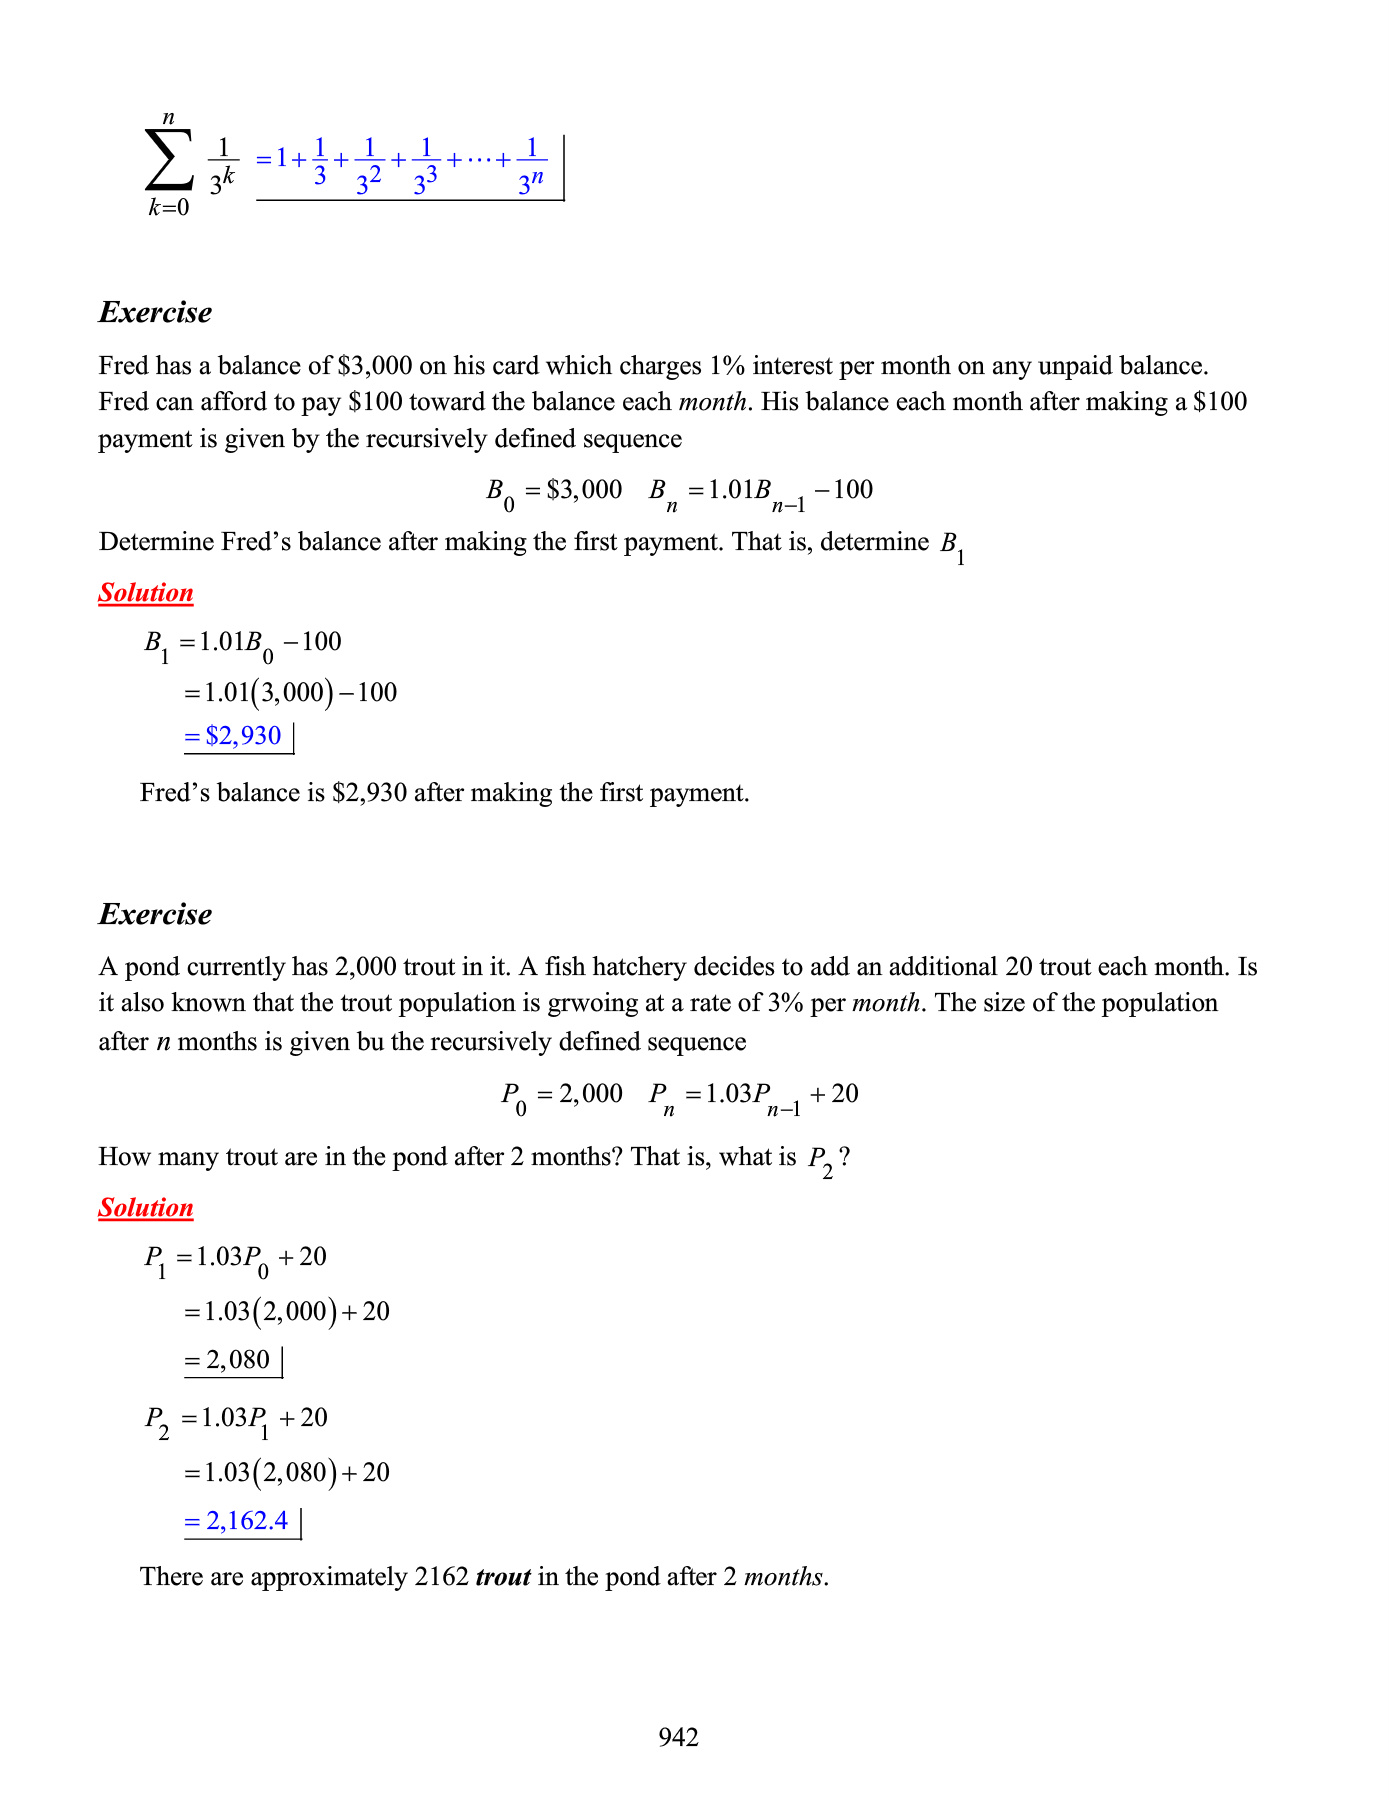 \sum_{k=0}^{n} \frac{1}{3^k} = 1 + \frac{1}{3} + \frac{1}{3^2} + \frac{1}{3^3} + \cdots + \frac{1}{3^n}
Exercise
Fred has a balance of $3,000 on his card which charges 1% interest per month on any unpaid balance.
Fred can afford to pay $100 toward the balance each month. His balance each month after making a $100
payment is given by the recursively defined sequence
B_0 = $3,000   B_n = 1.01B_{n-1} − 100
Determine Fred’s balance after making the first payment. That is, determine B_1
Solution
B_1 = 1.01B_0 − 100
= 1.01(3,000) − 100
= $2,930
Fred’s balance is $2,930 after making the first payment.
Exercise
A pond currently has 2,000 trout in it. A fish hatchery decides to add an additional 20 trout each month. Is
it also known that the trout population is grwoing at a rate of 3% per month. The size of the population
after n months is given bu the recursively defined sequence
P_0 = 2,000   P_n = 1.03P_{n-1} + 20
How many trout are in the pond after 2 months? That is, what is P_2?
Solution
P_1 = 1.03P_0 + 20
= 1.03(2,000) + 20
= 2,080
P_2 = 1.03P_1 + 20
= 1.03(2,080) + 20
= 2,162.4
There are approximately 2162 trout in the pond after 2 months.
942